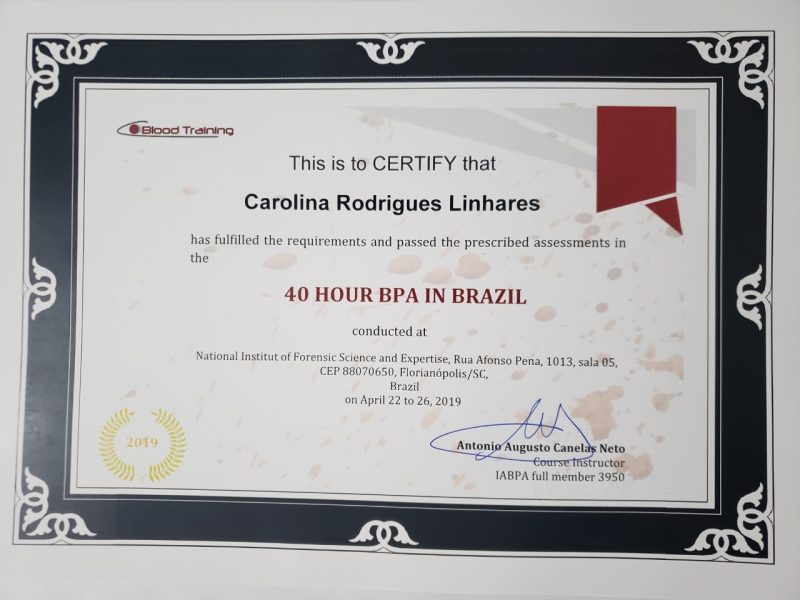 Blood Training
This is to CERTIFY that
Carolina Rodrigues Linhares
has fulfilled the requirements and passed the prescribed assessments in
the
40 HOUR BPA IN BRAZIL
conducted at
National Institut of Forensic Science and Expertise, Rua Afonso Pena, 1013, sala 05,
CEP 88070650, Florianópolis/SC,
Brazil
on April 22 to 26, 2019
2019
Antonio Augusto Canelas Neto
Course Instructor
IABPA full member 3950